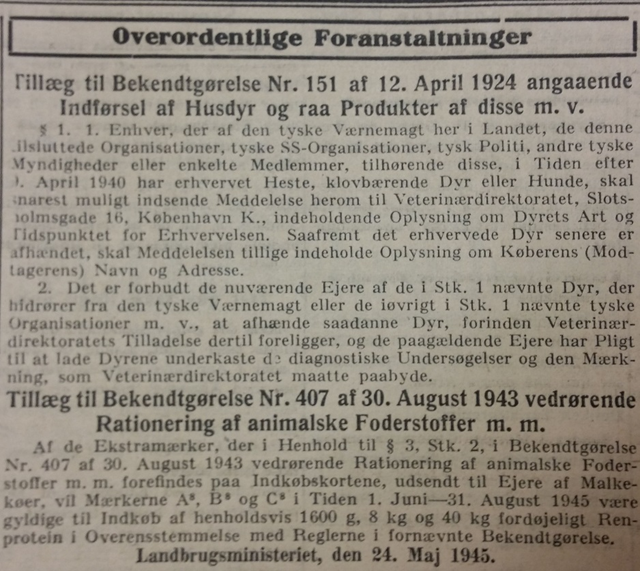 Overordentlige Foranstaltninger
Tillæg til Bekendtgørelse Nr. 151 af 12. April 1924 angaaende
Indførsel af Husdyr og raa Produkter af disse m. v.
§ 1. 1. Enhver, der af den tyske Værnemagt her i Landet, de denne
tilsluttede Organisationer, tyske SS-Organisationer, tysk Politi, andre tyske
Myndigheder eller enkelte Medlemmer, tilhørende disse, i Tiden efter
April 1940 har erhvervet Heste, klovbærende Dyr eller Hunde, skal
snarest muligt indsende Meddelelse herom til Veterinærdirektoratet, Slots-
holmsgade 16, København K., indeholdende Oplysning om Dyrets Art og
Tidspunktet for Erhvervelsen. Saafremt det erhvervede Dyr senere er
afhændet, skal Meddelelsen tillige indeholde Oplysning om Køberens (Mod-
tagerens) Navn og Adresse.
2. Det er forbudt de nuværende Ejere af de i Stk. 1 nævnte Dyr, der
hidrører fra den tyske Værnemagt eller de iøvrigt i Stk. 1 nævnte tyske
Organisationer m. v., at afhænde saadanne Dyr, forinden Veterinær-
direktoratets Tilladelse dertil foreligger, og de paagældende Ejere har Pligt
til at lade Dyrene underkaste de diagnostiske Undersøgelser og den Mærk-
ning, som Veterinærdirektoratet maatte paabyde.
Tillæg til Bekendtgørelse Nr. 407 af 30. August 1943 vedrørende
Rationering af animalske Foderstoffer m. m.
Af de Ekstramærker, der i Henhold til § 3, Stk. 2, i Bekendtgørelse
Nr. 407 af 30. August 1943 vedrørende Rationering af animalske Foder-
stoffer m. m. forefindes paa Indkøbskortene, udsendt til Ejere af Malke-
køer, vil Mærkerne A⁸, B⁸ og C⁸ i Tiden 1. Juni—31. August 1945 være
gyldige til Indkøb af henholdsvis 1600 g, 8 kg og 40 kg fordøjeligt Ren-
protein i Overensstemmelse med Reglerne i fornævnte Bekendtgørelse.
Landbrugsministeriet, den 24. Maj 1945.